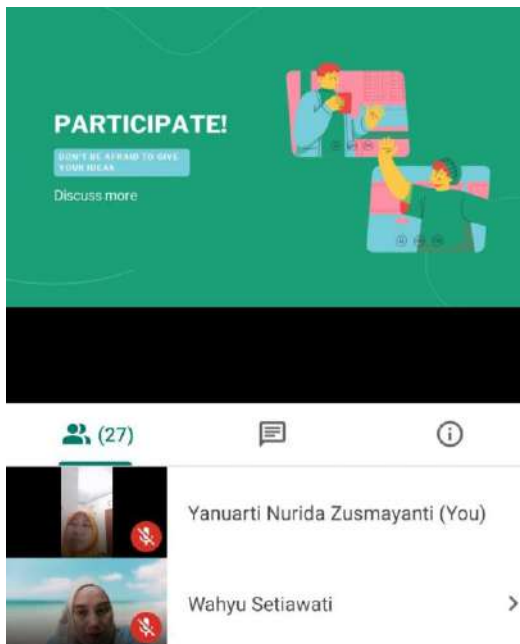 PARTICIPATE!
DON'T BE AFRAID TO GIVE
YOUR IDEAS
Discuss more
(27)
Yanuarti Nurida Zusmayanti (You)
Wahyu Setiawati